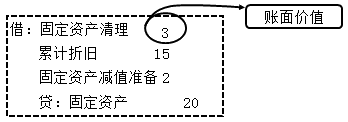 借：固定资产清理 3
账面价值
累计折旧 15
固定资产减值准备 2
贷：固定资产 20